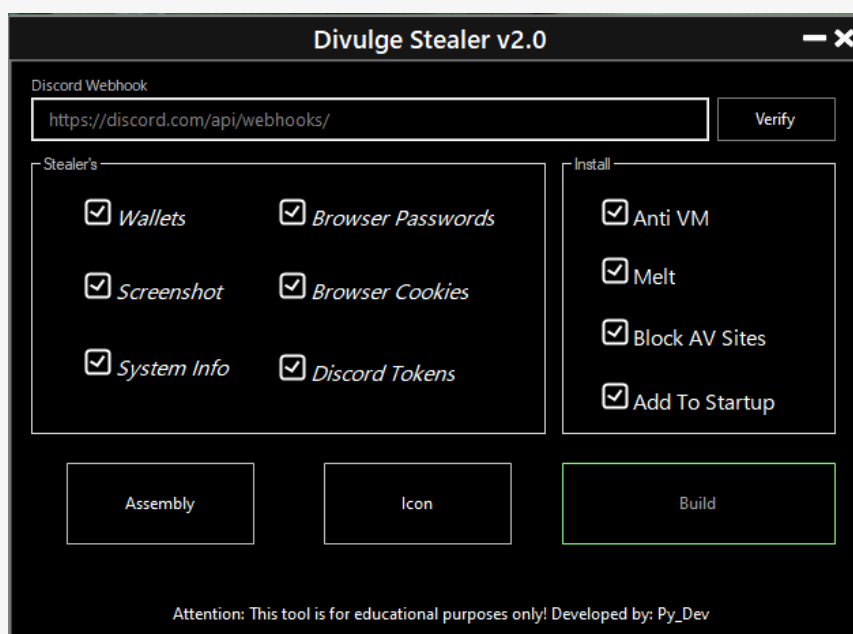 Divulge Stealer v2.0
Discord Webhook
https://discord.com/api/webhooks/
Verify
Stealer's
Install
Wallets
Browser Passwords
Anti VM
Screenshot
Browser Cookies
Melt
System Info
Discord Tokens
Block AV Sites
Add To Startup
Assembly
Icon
Build
Attention: This tool is for educational purposes only! Developed by: Py_Dev